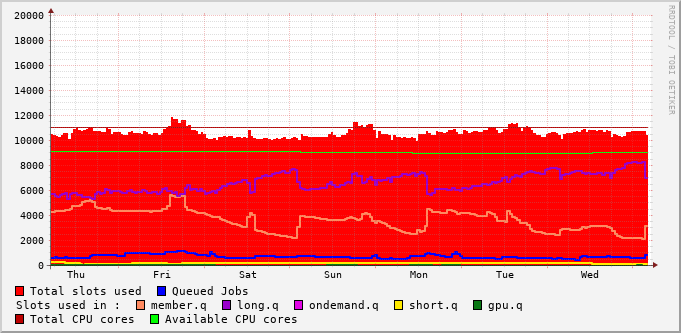 20000
18000
16000
14000
12000
10000
8000
6000
4000
2000
0
Thu Fri Sat Sun Mon Tue Wed
RRDTOOL / TOBI OETIKER
Total slots used Queued Jobs
Slots used in : member.q long.q ondemand.q short.q gpu.q
Total CPU cores Available CPU cores